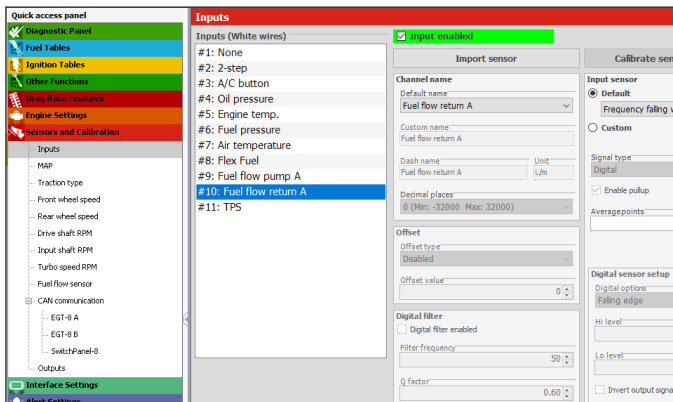 Quick access panel
Diagnostic Panel
Fuel Tables
Ignition Tables
Other Functions
Drag Race Features
Engine Settings
Sensors and Calibration
Inputs
MAP
Traction type
Front wheel speed
Rear wheel speed
Drive shaft RPM
Input shaft RPM
Turbo speed RPM
Fuel flow sensor
CAN communication
EGT-8 A
EGT-8 B
SwitchPanel-8
Outputs
Interface Settings
Alert Settings
Inputs
Inputs (White wires)
#1: None
#2: 2-step
#3: A/C button
#4: Oil pressure
#5: Engine temp.
#6: Fuel pressure
#7: Air temperature
#8: Flex Fuel
#9: Fuel flow pump A
#10: Fuel flow return A
#11: TPS
Input enabled
Import sensor
Calibrate sen
Channel name
Default name
Fuel flow return A
Custom name
Fuel flow return A
Dash name
Unit
Fuel flow return A
L/m
Decimal places
0 (Min: -32000 Max: 32000)
Offset
Offset type
Disabled
Offset value
0
Digital filter
Digital filter enabled
Filter frequency
50
Q factor
0.60
Input sensor
Default
Frequency falling v
Custom
Signal type
Digital
Enable pullup
Averagepoints
Digital sensor setup
Digital options
Falling edge
Hi level
Lo level
Invert output signa